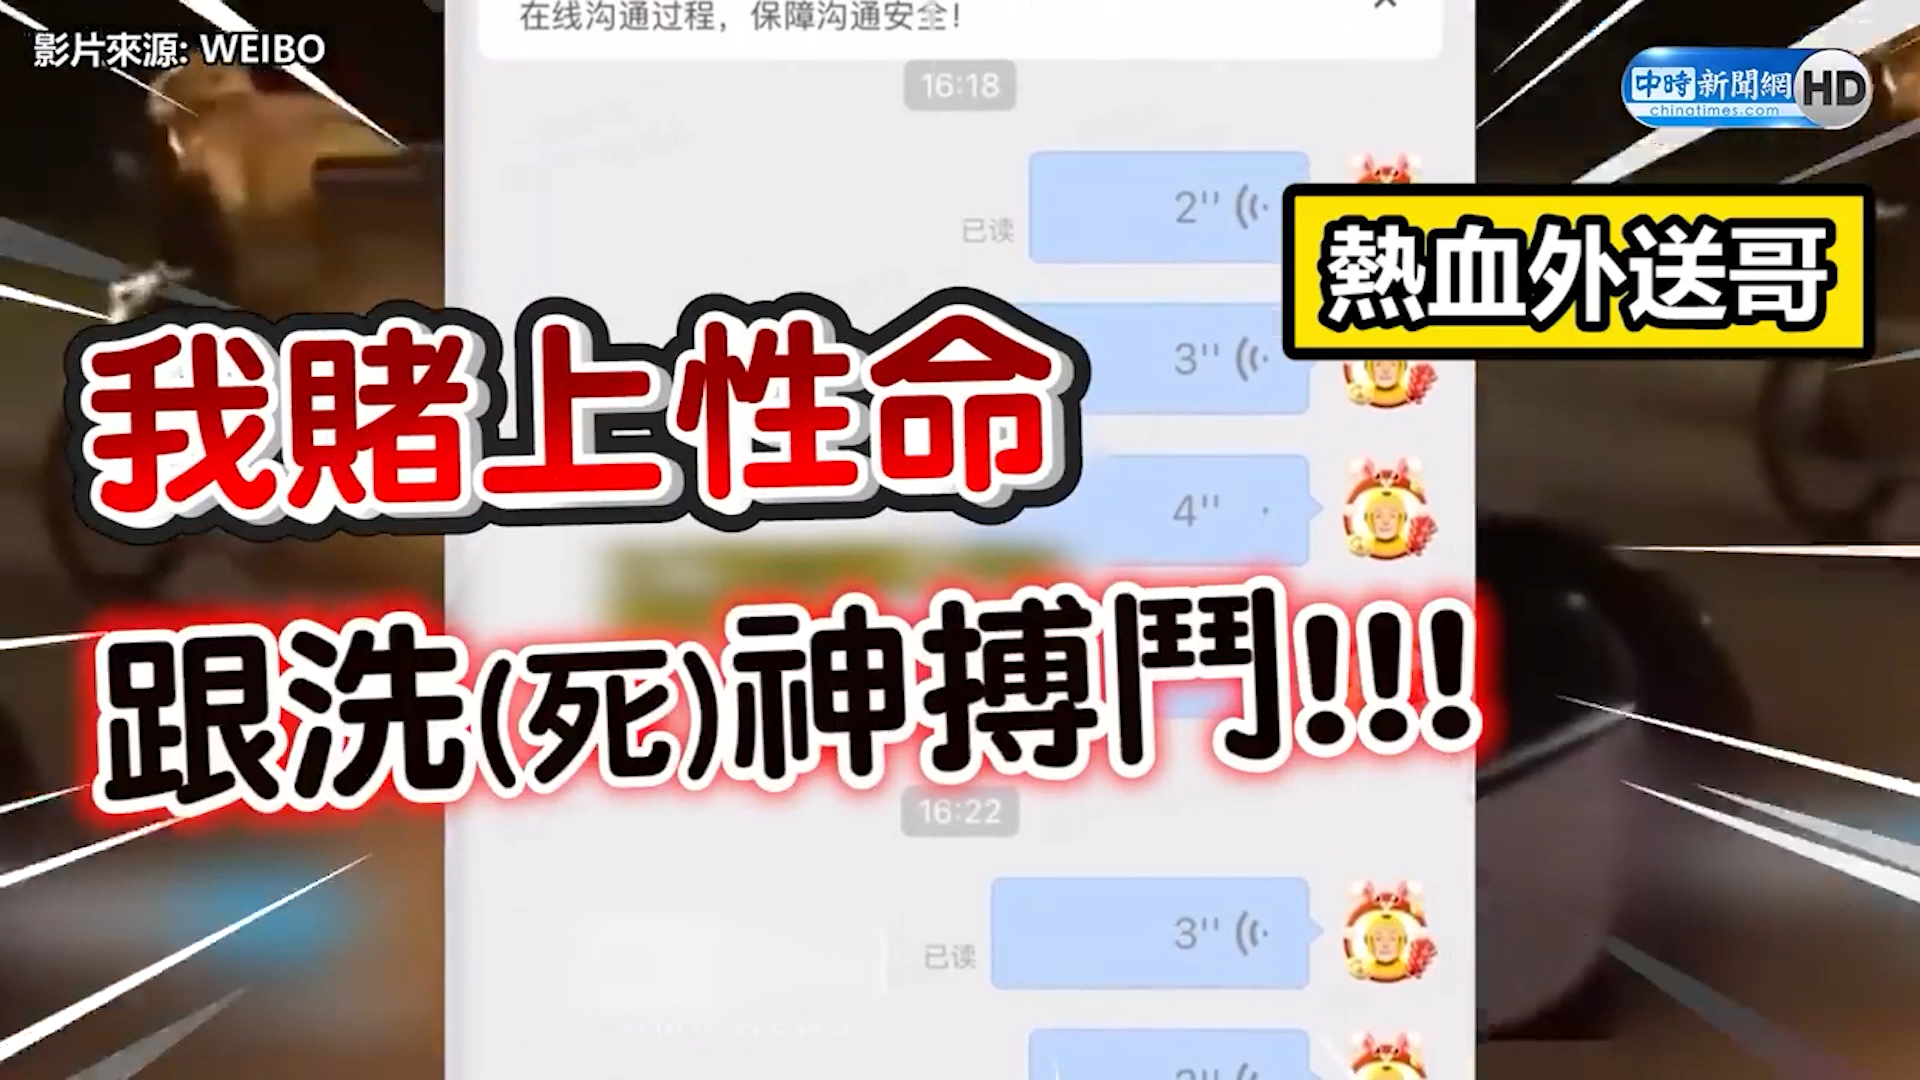 在线沟通过程，保障沟通安全！
影片來源: WEIBO
中時新聞網HD
chinatimes.com
16:18
2''
已读
熱血外送哥
3''
我賭上性命
4''
跟洗(死)神搏鬥!!!
16:22
3''
已读